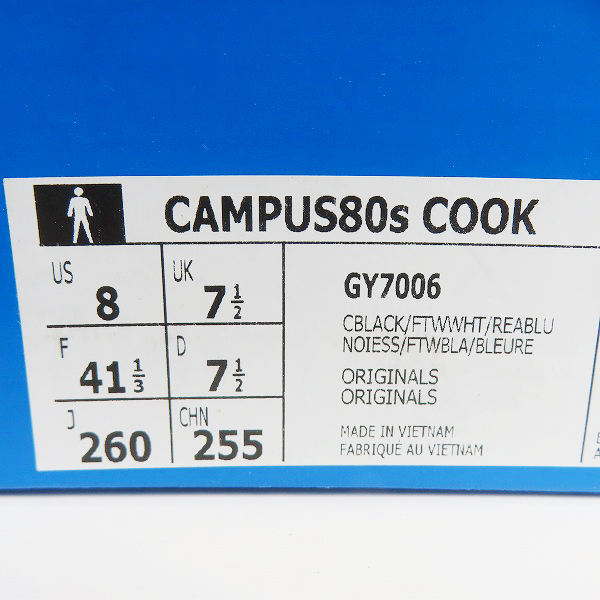 CAMPUS80s COOK
US 8 UK 7 1/2
F 41 1/3 D 7 1/2
J 260 CHN 255
GY7006
CBLACK/FTWWHT/REABLU
NOIESS/FTWBLA/BLEURE
ORIGINALS
ORIGINALS
MADE IN VIETNAM
FABRIQUÉ AU VIETNAM